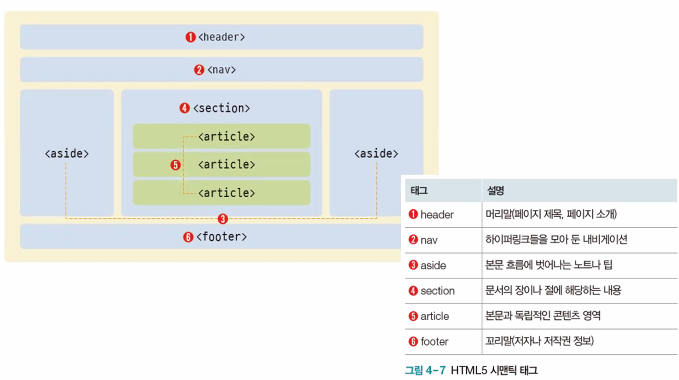 ❶ <header>
❷ <nav>
❹ <section>
<article>
<aside>
❺ <article>
<aside>
<article>
❸
❻ <footer>
태그 설명
❶ header 머리말(페이지 제목, 페이지 소개)
❷ nav 하이퍼링크들을 모아 둔 내비게이션
❸ aside 본문 흐름에 벗어나는 노트나 팁
❹ section 문서의 장이나 절에 해당하는 내용
❺ article 본문과 독립적인 콘텐츠 영역
❻ footer 꼬리말(저자나 저작권 정보)
그림 4-7 HTML5 시맨틱 태그